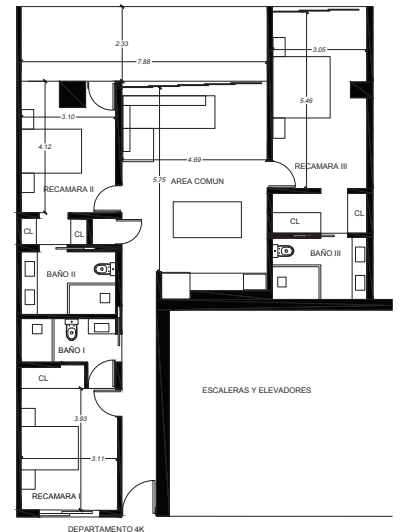 2.33
7.88
3.05
5.46
3.10
4.12
4.69
5.75
RECAMARA II
AREA COMUN
RECAMARA III
CL
CL
CL
CL
BAÑO II
BAÑO III
BAÑO I
CL
ESCALERAS Y ELEVADORES
3.93
3.11
RECAMARA I
DEPARTAMENTO 4K